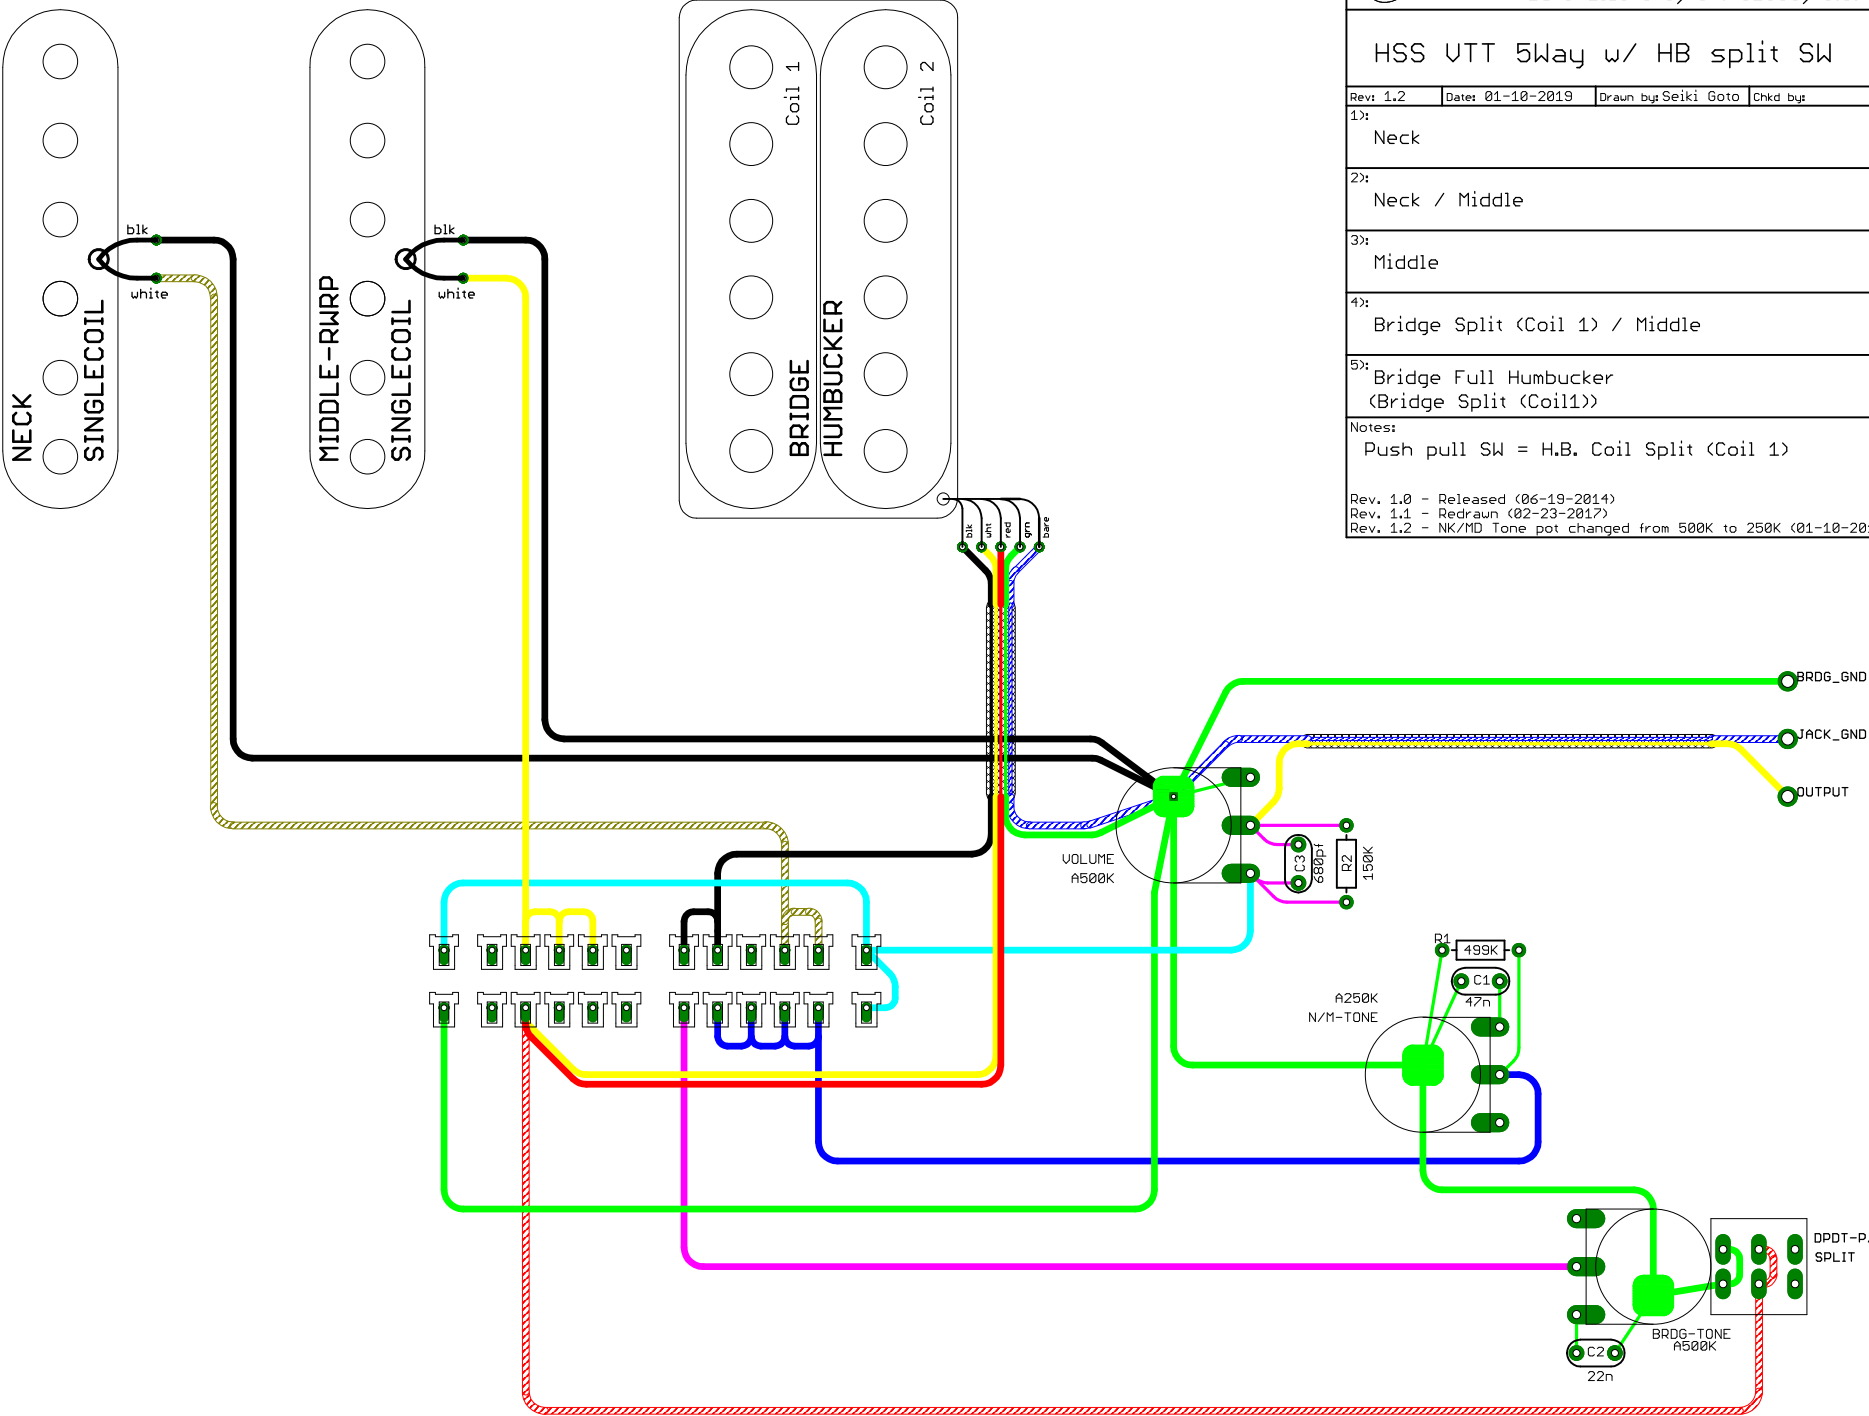 HSS VTT 5Way w/ HB split SW
Rev: 1.2
Date: 01-10-2019
Drawn by: Seiki Goto
Chkd by:
1):
Neck
2):
Neck / Middle
3):
Middle
4):
Bridge Split (Coil 1) / Middle
5):
Bridge Full Humbucker
(Bridge Split (Coil1))
Notes:
Push pull SW = H.B. Coil Split (Coil 1)
Rev. 1.0 - Released (06-19-2014)
Rev. 1.1 - Redrawn (02-23-2017)
Rev. 1.2 - NK/MD Tone pot changed from 500K to 250K (01-10-20
NECK
SINGLECOIL
blk
white
MIDDLE-RWRP
SINGLECOIL
blk
white
Coil 1
Coil 2
BRIDGE
HUMBUCKER
blk
wht
red
grn
bare
BRDG_GND
JACK_GND
OUTPUT
VOLUME
A500K
C3
680pf
R2
150K
R1
499K
C1
47n
A250K
N/M-TONE
DPDT-P
SPLIT
BRDG-TONE
A500K
C2
22n